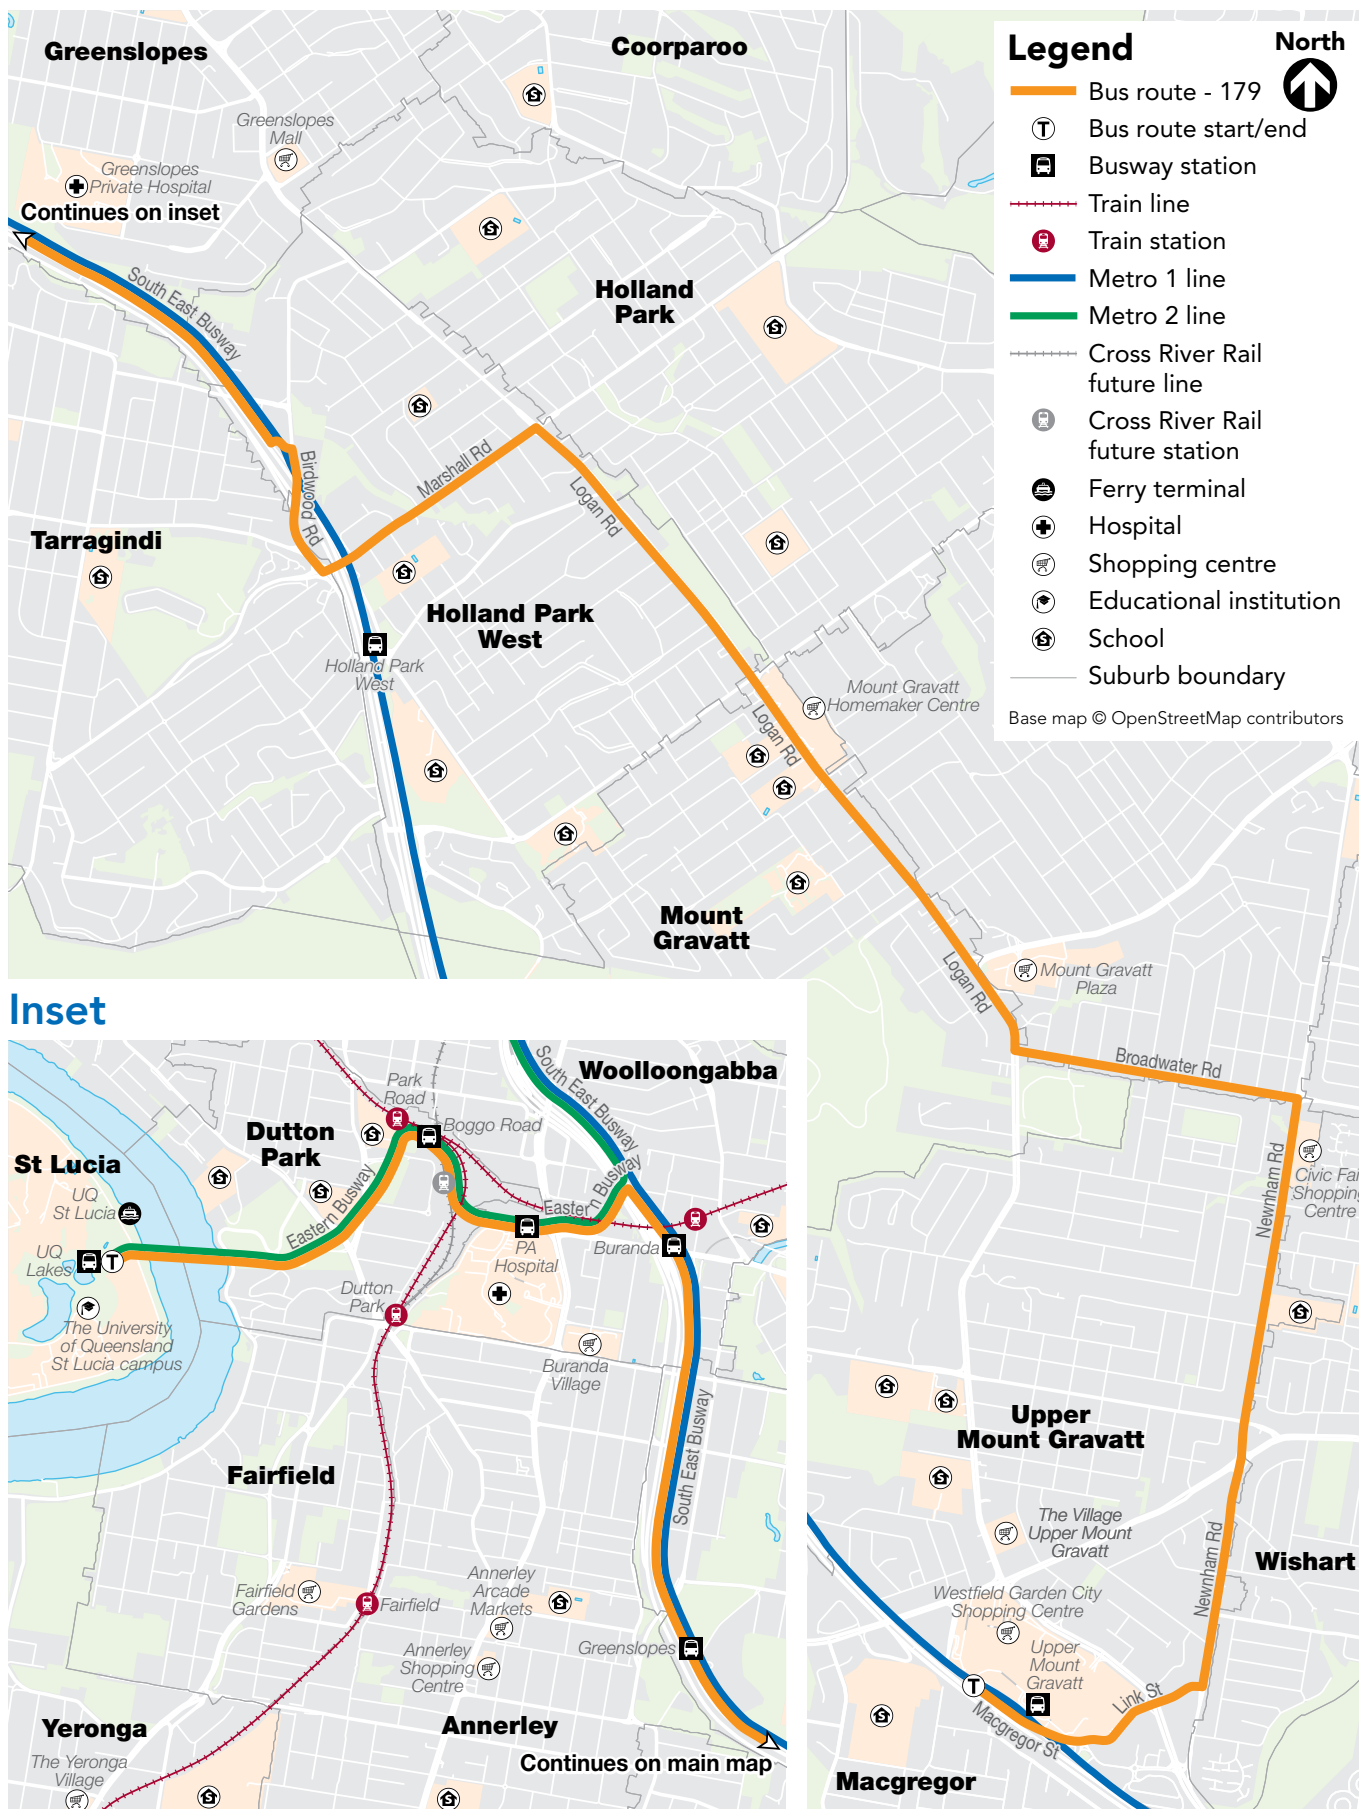 Greenslopes
Coorparoo
Greenslopes
Mall
Greenslopes
Private Hospital
Continues on inset
South East Busway
Holland
Park
Birdwood Rd
Marshall Rd
Logan Rd
Tarragindi
Holland Park
West
Holland Park
West
Mount Gravatt
Homemaker Centre
Logan Rd
Mount
Gravatt
Logan Rd
Mount Gravatt
Plaza
Broadwater Rd
Newnham Rd
Civic Fai
Shopping
Centre
Upper
Mount Gravatt
The Village
Upper Mount
Gravatt
Newnham Rd
Wishart
Westfield Garden City
Shopping Centre
Upper
Mount
Gravatt
T
Link St
Macgregor St
Macgregor
Legend
North
Bus route - 179
T
Bus route start/end
Busway station
Train line
Train station
Metro 1 line
Metro 2 line
Cross River Rail
future line
Cross River Rail
future station
Ferry terminal
Hospital
Shopping centre
Educational institution
School
Suburb boundary
Base map © OpenStreetMap contributors
Inset
South East Busway
Woolloongabba
Park
Road
Boggo Road
Dutton
Park
St Lucia
UQ
St Lucia
Eastern Busway
Eastern Busway
UQ
Lakes
T
PA
Hospital
Buranda
Dutton
Park
The University
of Queensland
St Lucia campus
Buranda
Village
South East Busway
Fairfield
Fairfield
Gardens
Fairfield
Annerley
Arcade
Markets
Annerley
Shopping
Centre
Greenslopes
Yeronga
Annerley
The Yeronga
Village
Continues on main map